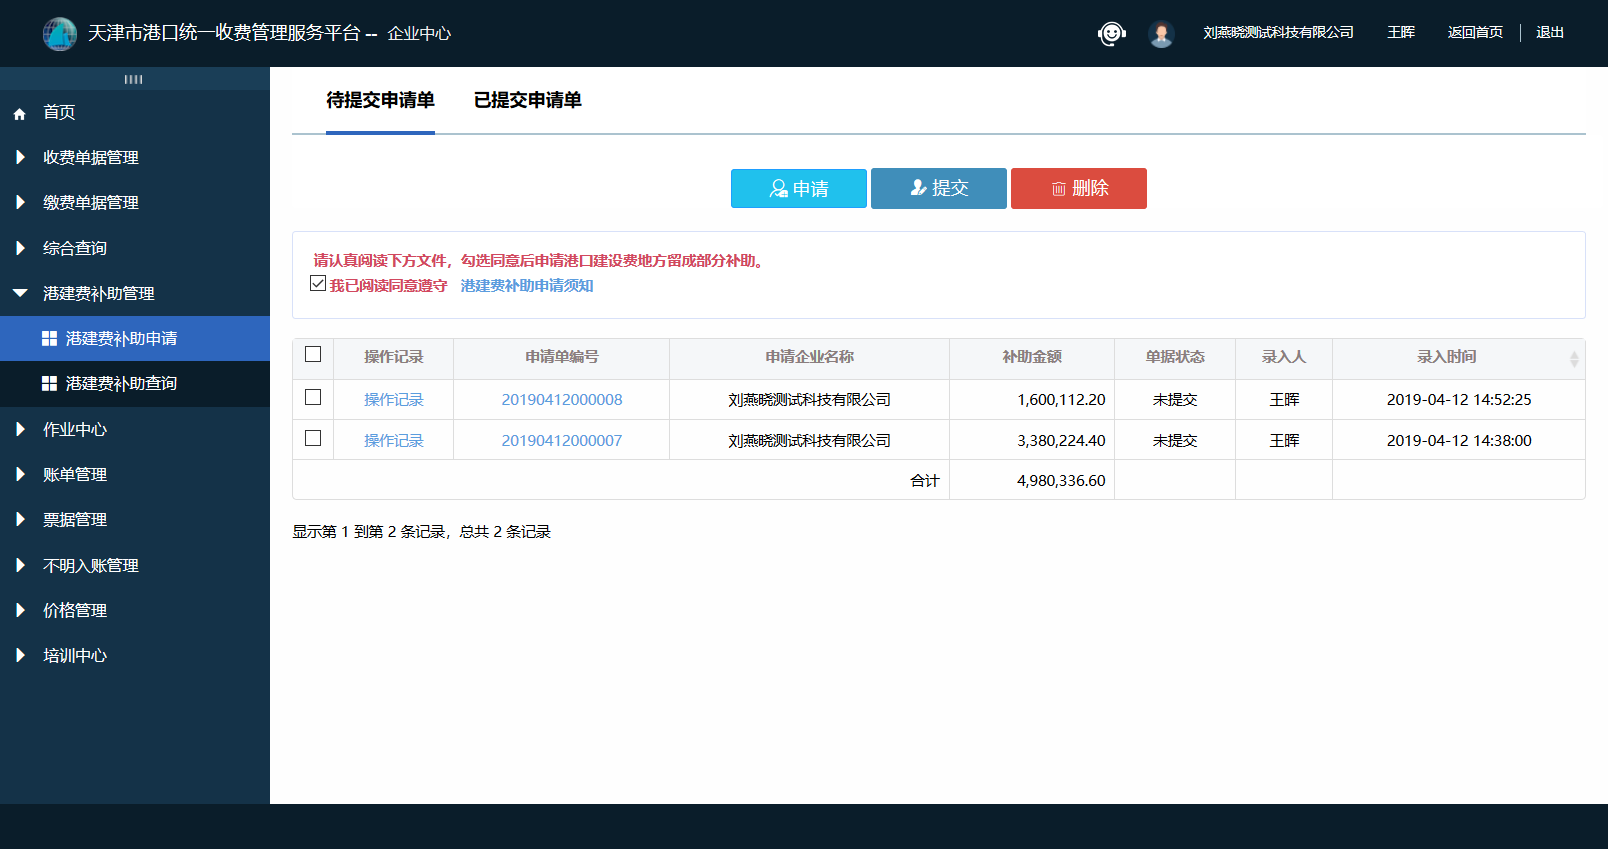 天津市港口统一收费管理服务平台 -- 企业中心
刘燕晓测试科技有限公司 王晖 返回首页 退出
首页
收费单据管理
缴费单据管理
综合查询
港建费补助管理
港建费补助申请
港建费补助查询
作业中心
账单管理
票据管理
不明入账管理
价格管理
培训中心
待提交申请单 已提交申请单
申请 提交 删除
请认真阅读下方文件，勾选同意后申请港口建设费地方留成部分补助。
我已阅读同意遵守 港建费补助申请须知
操作记录 申请单编号 申请企业名称 补助金额 单据状态 录入人 录入时间
操作记录 20190412000008 刘燕晓测试科技有限公司 1,600,112.20 未提交 王晖 2019-04-12 14:52:25
操作记录 20190412000007 刘燕晓测试科技有限公司 3,380,224.40 未提交 王晖 2019-04-12 14:38:00
合计 4,980,336.60
显示第 1 到第 2 条记录，总共 2 条记录